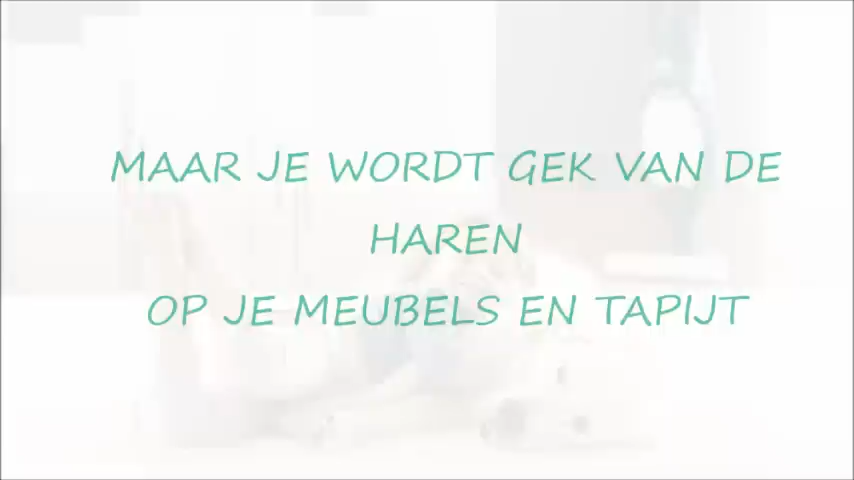 MAAR JE WORDT GEK VAN DE
HAREN
OP JE MEUBELS EN TAPIJT